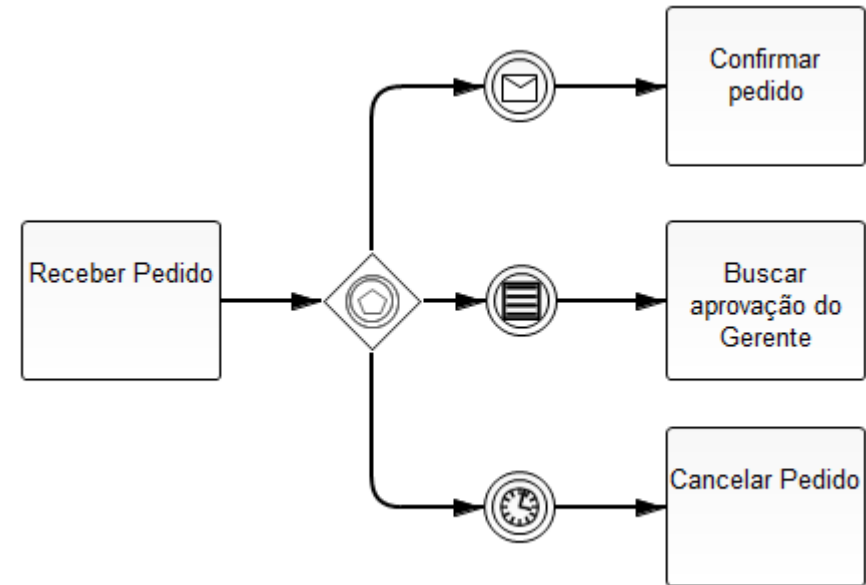 Confirmar
pedido
Receber Pedido
Buscar
aprovação do
Gerente
Cancelar Pedido